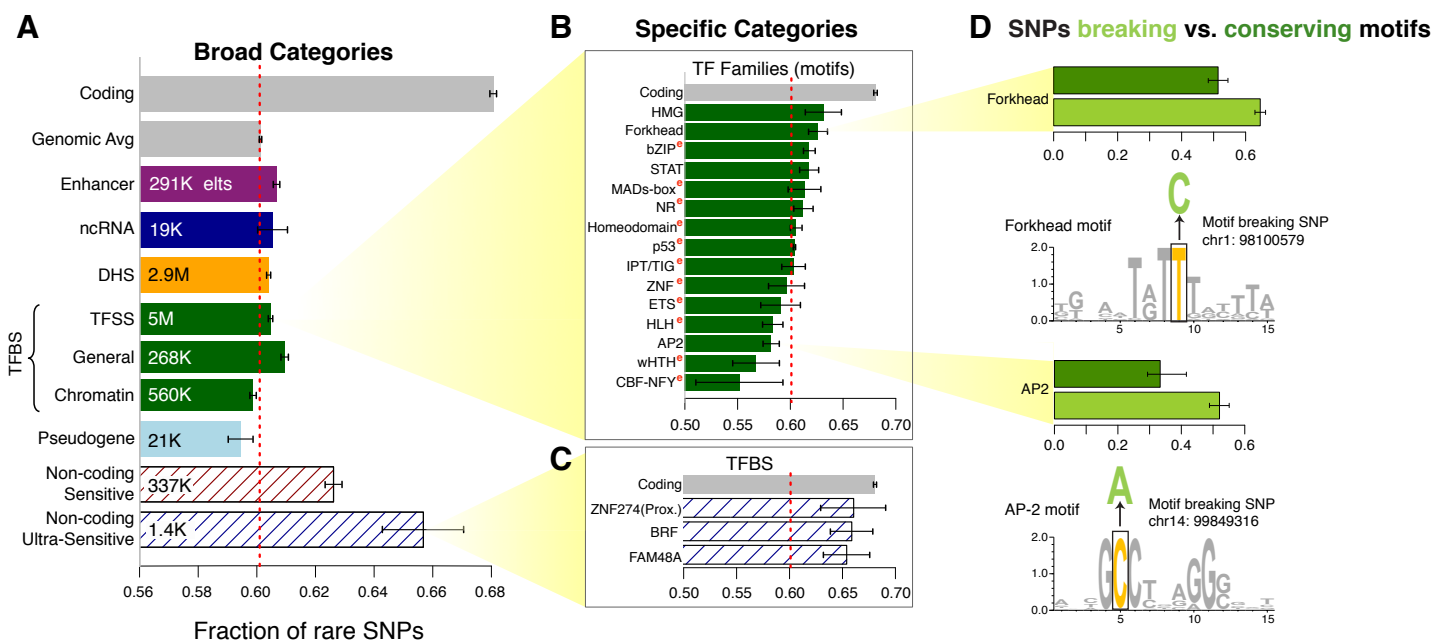 A
Broad Categories
Coding
Genomic Avg
Enhancer
291K elts
ncRNA
19K
DHS
2.9M
TFBS
TFSS
5M
General
268K
Chromatin
560K
Pseudogene
21K
Non-coding
Sensitive
337K
Non-coding
Ultra-Sensitive
1.4K
0.56 0.58 0.60 0.62 0.64 0.66 0.68
Fraction of rare SNPs
B
Specific Categories
TF Families (motifs)
Coding
HMG
Forkhead
bZIP e
STAT
MADs-box e
NR e
Homeodomain e
p53 e
IPT/TIG e
ZNF e
ETS e
HLH e
AP2
wHTH e
CBF-NFY e
0.50 0.55 0.60 0.65 0.70
C
TFBS
Coding
ZNF274(Prox.)
BRF
FAM48A
0.50 0.55 0.60 0.65 0.70
D SNPs breaking vs. conserving motifs
Forkhead
0.0 0.2 0.4 0.6
C
Forkhead motif
Motif breaking SNP
chr1: 98100579
2.0
1.0
0.0
5 10 15
AP2
0.0 0.2 0.4 0.6
A
AP-2 motif
Motif breaking SNP
chr14: 99849316
2.0
1.0
0.0
5 10 15